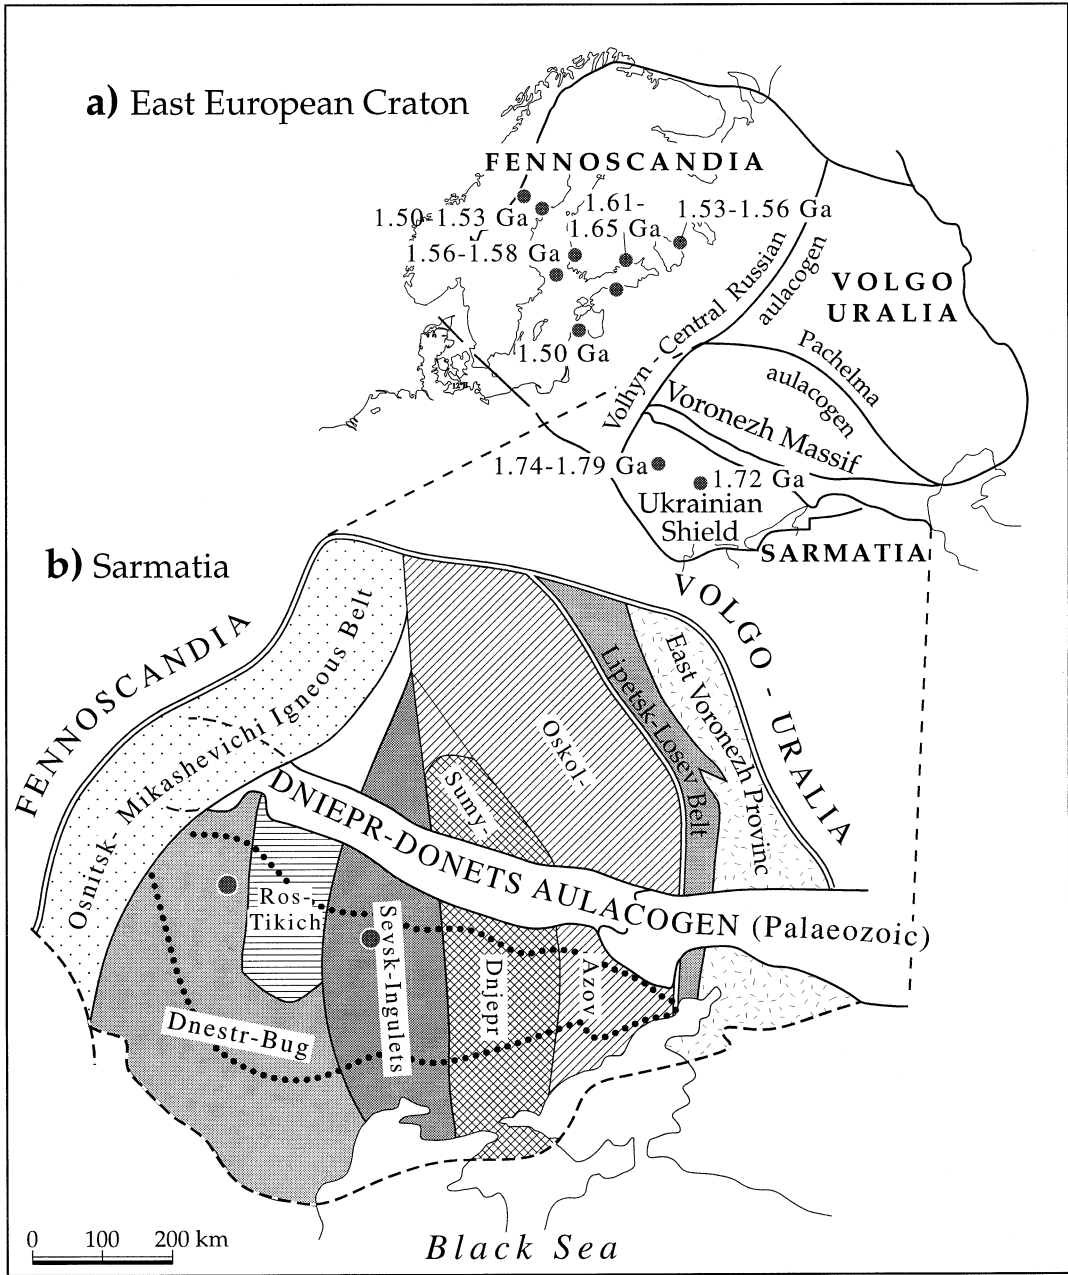 a) East European Craton
FENNOSCANDIA
1.50-1.53 Ga
1.61-
1.65 Ga
1.53-1.56 Ga
1.56-1.58 Ga
1.50 Ga
Volhyn - Central Russian
aulacogen
VOLGO
URALIA
Pachelma
aulacogen
Voronezh Massif
1.74-1.79 Ga
1.72 Ga
Ukrainian
Shield
SARMATIA
b) Sarmatia
FENNOSCANDIA
VOLGO - URALIA
Osnitsk- Mikashevichi Igneous Belt
Lipetsk-Losev Belt
East Voronezh Provinc
Oskol-
Sumy-
DNIEPR-DONETS AULACOGEN (Palaeozoic)
Ros-
Tikich
Sevsk-Ingulets
Dnjepr
Azov
Dnestr-Bug
0 100 200 km
Black Sea